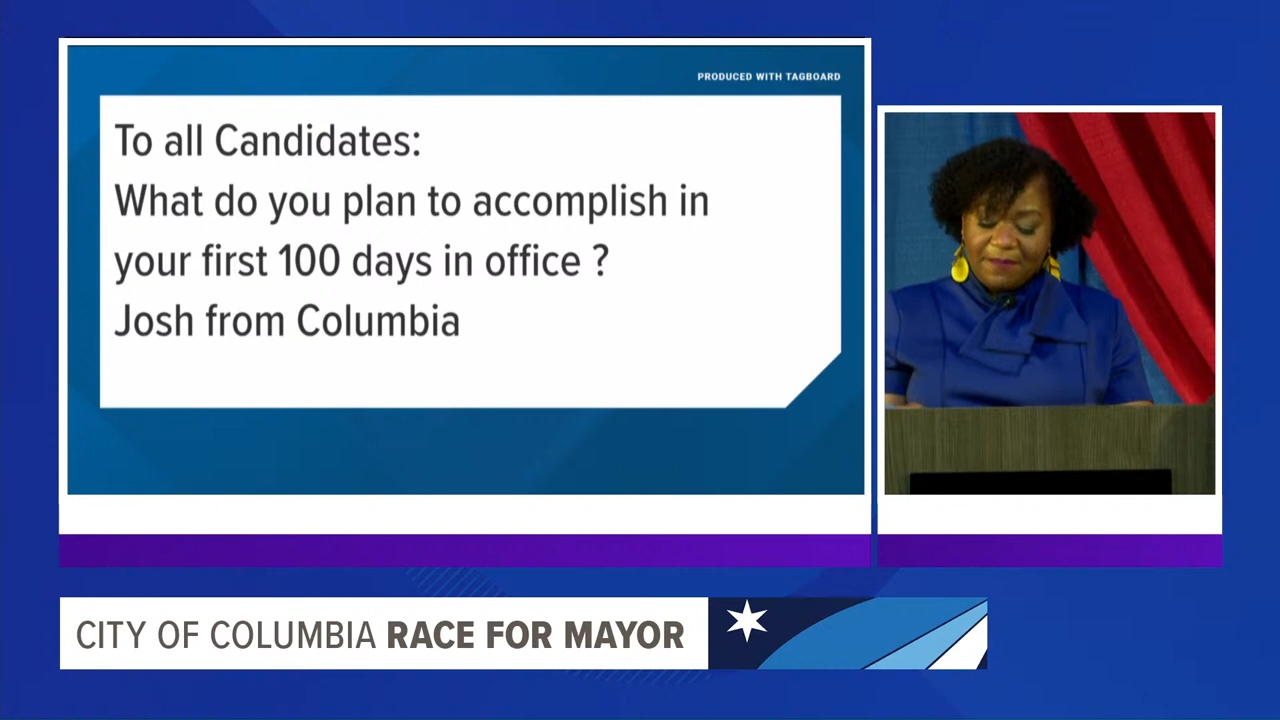 PRODUCED WITH TAGBOARD
To all Candidates:
What do you plan to accomplish in
your first 100 days in office ?
Josh from Columbia
CITY OF COLUMBIA RACE FOR MAYOR